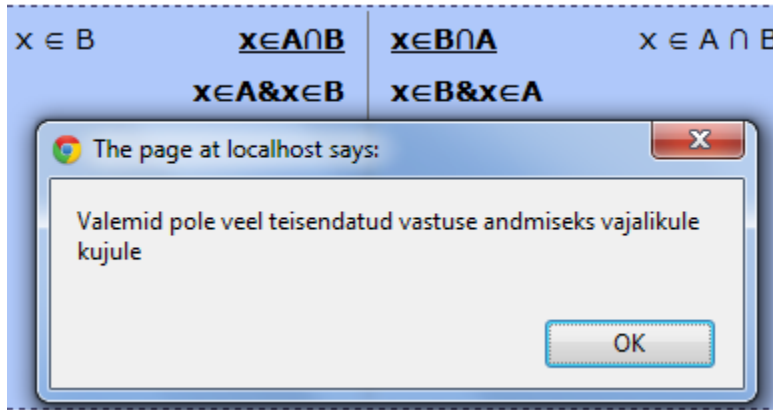 x ∈ B x∈A∩B x∈B∩A x ∈ A ∩ B
x∈A&x∈B x∈B&x∈A
The page at localhost says:
Valemid pole veel teisendatud vastuse andmiseks vajalikule
kujule
OK